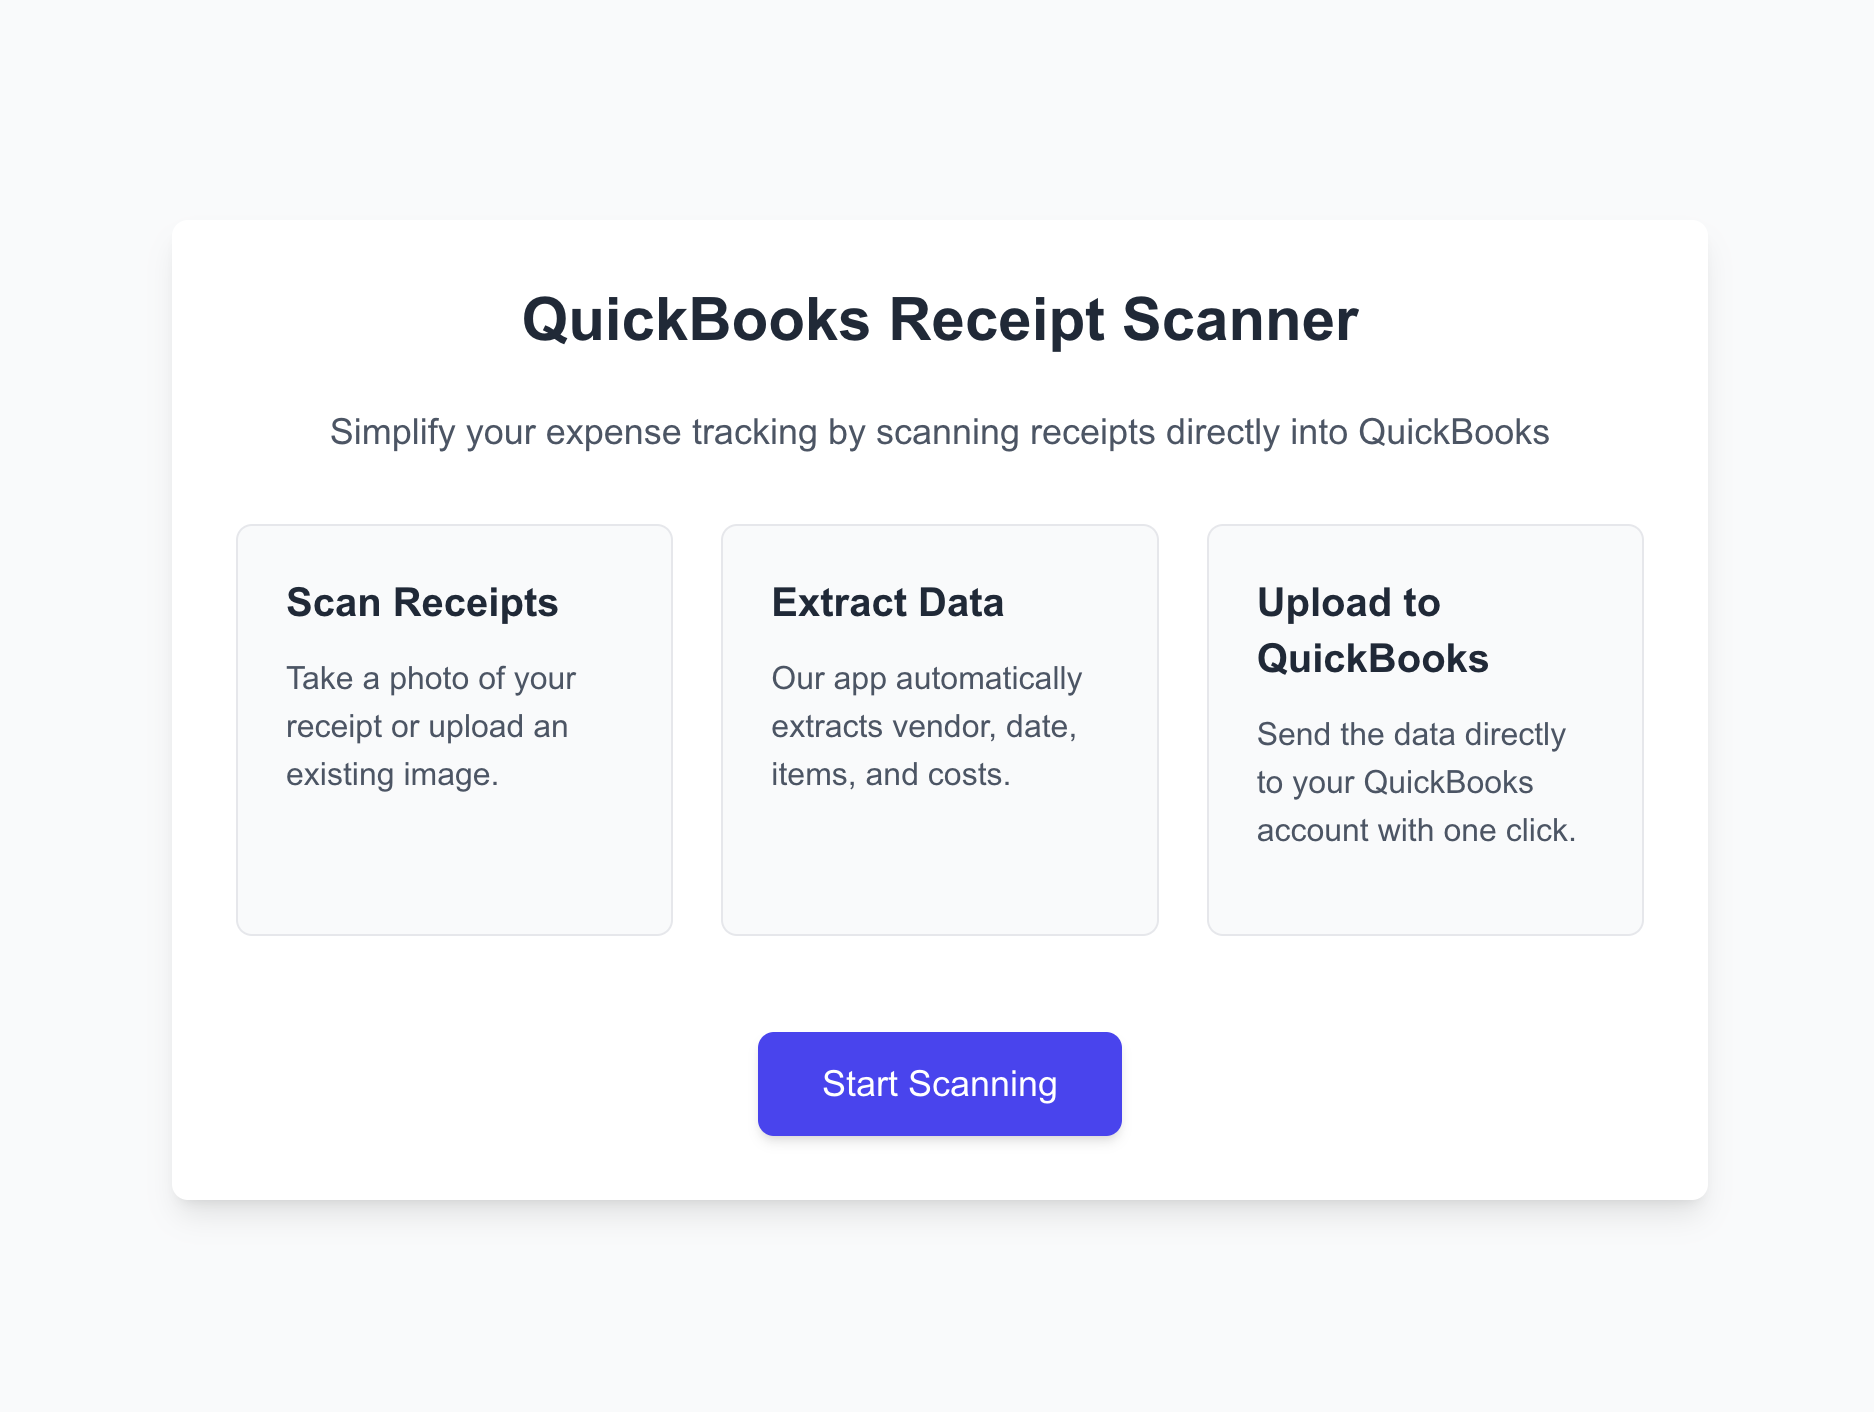 QuickBooks Receipt Scanner
Simplify your expense tracking by scanning receipts directly into QuickBooks
Scan Receipts
Take a photo of your
receipt or upload an
existing image.
Extract Data
Our app automatically
extracts vendor, date,
items, and costs.
Upload to
QuickBooks
Send the data directly
to your QuickBooks
account with one click.
Start Scanning